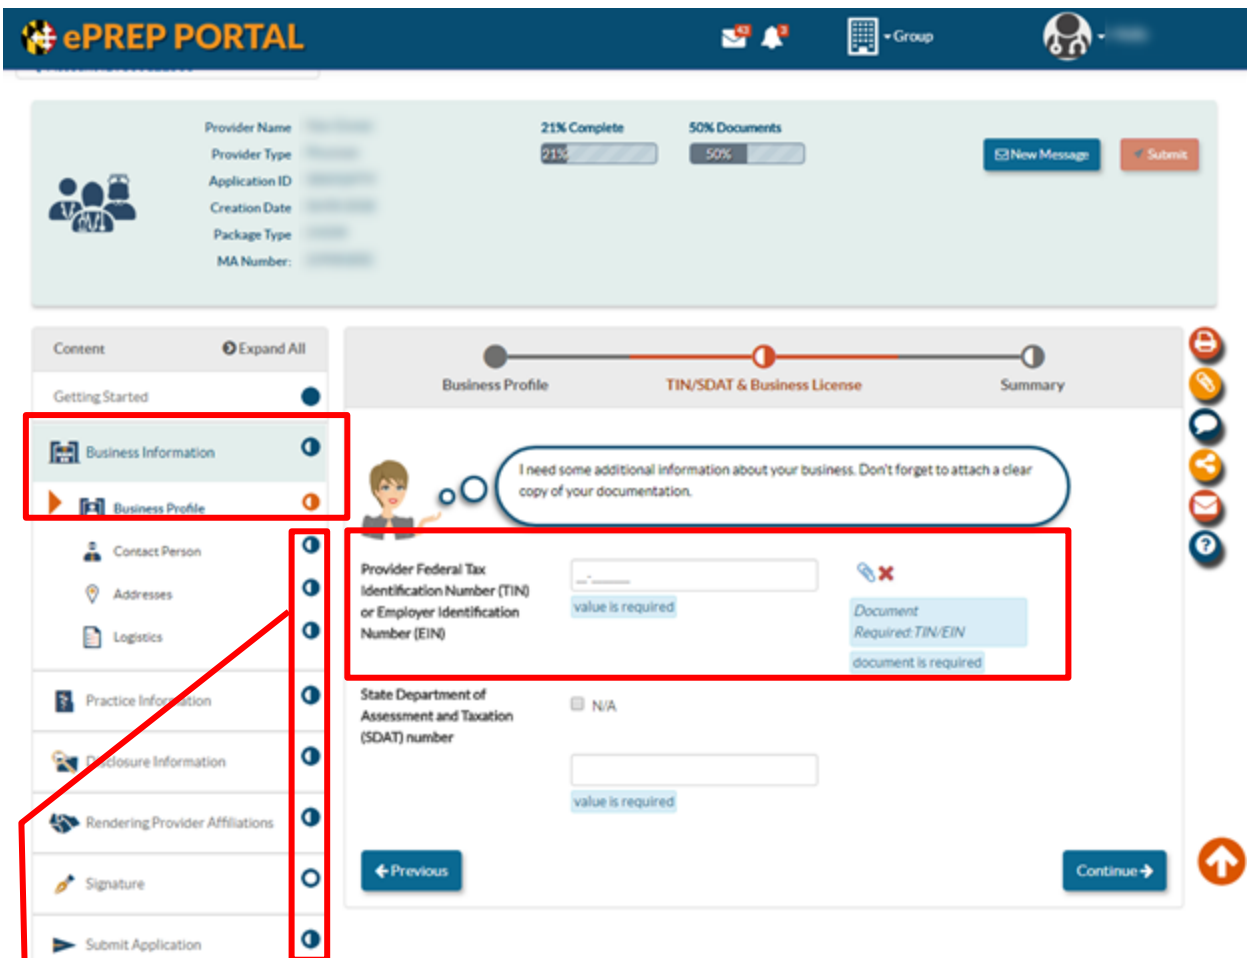 ePREP PORTAL
43
3
Group
Provider Name
Provider Type
Application ID
Creation Date
Package Type
MA Number:
21% Complete
21%
50% Documents
50%
New Message
Submit
Content
Expand All
Getting Started
Business Information
Business Profile
Contact Person
Addresses
Logistics
Practice Information
Disclosure Information
Rendering Provider Affiliations
Signature
Submit Application
Business Profile
TIN/SDAT & Business License
Summary
I need some additional information about your business. Don't forget to attach a clear
copy of your documentation.
Provider Federal Tax
Identification Number (TIN)
or Employer Identification
Number (EIN)
__-_______
value is required
Document
Required:TIN/EIN
document is required
State Department of
Assessment and Taxation
(SDAT) number
N/A
value is required
Previous
Continue